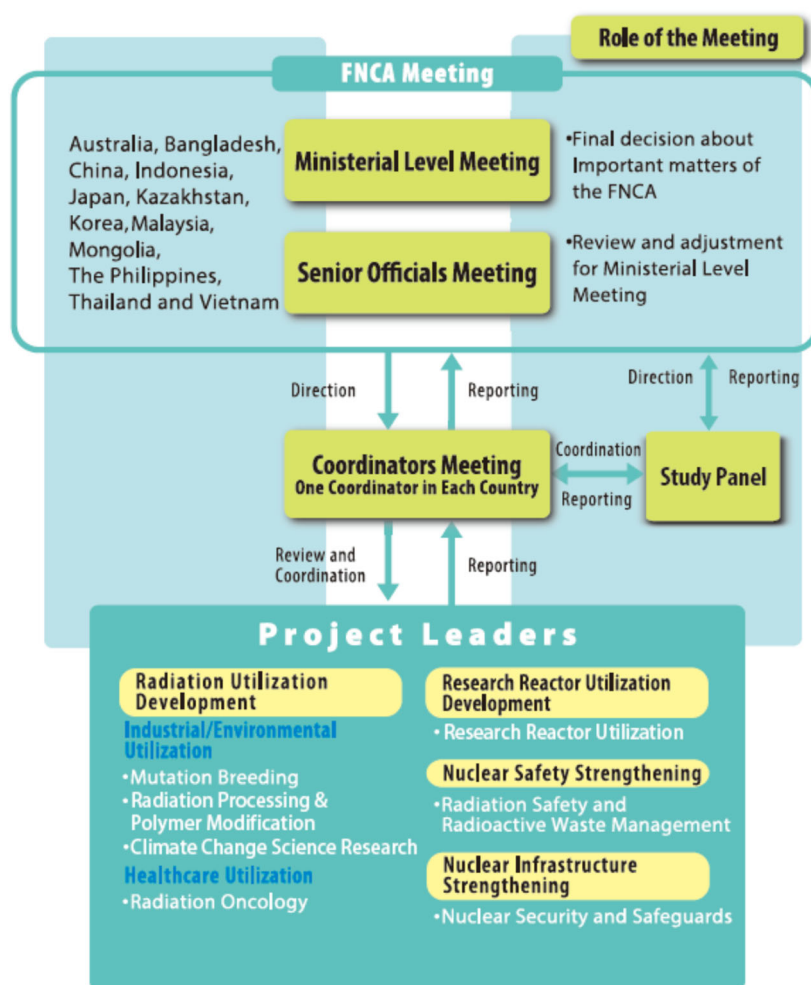 Role of the Meeting
FNCA Meeting
Australia, Bangladesh,
China, Indonesia,
Japan, Kazakhstan,
Korea,Malaysia,
Mongolia,
The Philippines,
Thailand and Vietnam
Ministerial Level Meeting
•Final decision about
Important matters of
the FNCA
Senior Officials Meeting
•Review and adjustment
for Ministerial Level
Meeting
Direction
Reporting
Direction
Reporting
Coordinators Meeting
One Coordinator in Each Country
Coordination
Reporting
Study Panel
Review and
Coordination
Reporting
Project Leaders
Radiation Utilization
Development
Industrial/Environmental
Utilization
•Mutation Breeding
•Radiation Processing &
Polymer Modification
•Climate Change Science Research
Healthcare Utilization
•Radiation Oncology
Research Reactor Utilization
Development
•Research Reactor Utilization
Nuclear Safety Strengthening
•Radiation Safety and
Radioactive Waste Management
Nuclear Infrastructure
Strengthening
•Nuclear Security and Safeguards